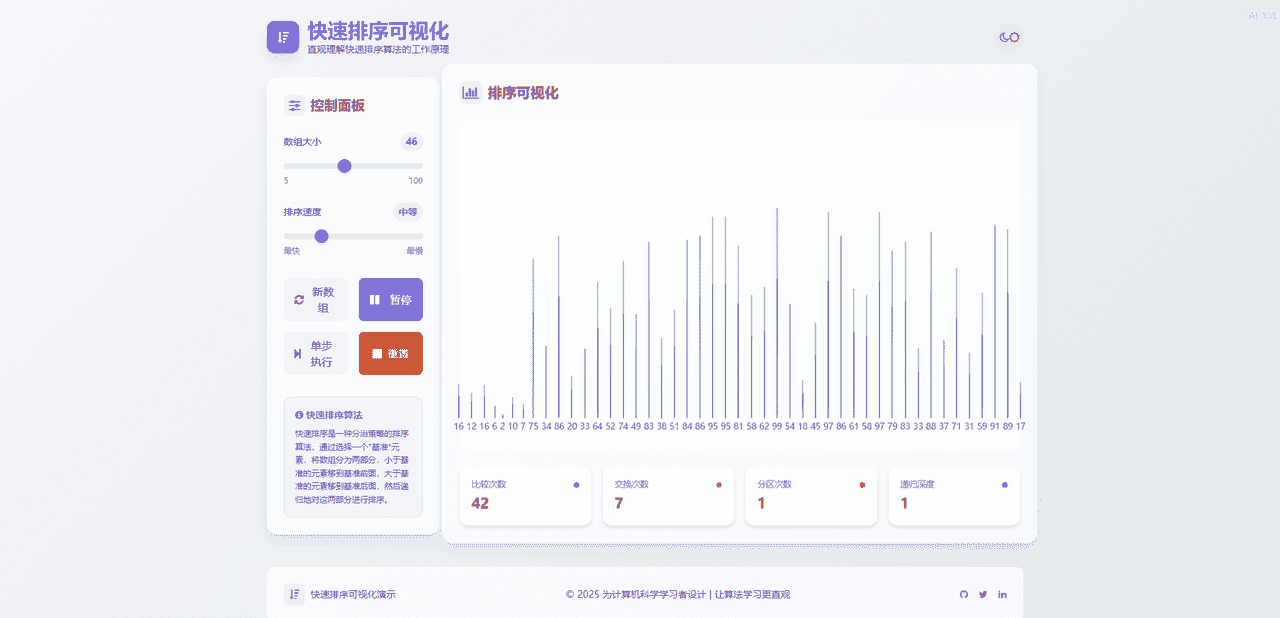 快速排序可视化
直观理解快速排序算法的工作原理
控制面板
数组大小
46
5
100
排序速度
中等
最快
最慢
新数
组
暂停
单步
执行
重置
快速排序算法
快速排序是一种分治策略的排序
算法。通过选择一个"基准"元
素，将数组分为两部分，小于基
准的元素移到基准前面，大于基
准的元素移到基准后面，然后递
归地对这两部分进行排序。
排序可视化
16 12 16 6 2 10 7 75 34 86 20 33 64 52 74 49 83 38 51 84 86 95 95 81 58 62 99 54 18 45 97 86 61 58 97 79 83 33 88 37 71 31 59 91 89 17
比较次数
42
交换次数
7
分区次数
1
递归深度
1
快速排序可视化演示
© 2025 为计算机科学学习者设计 | 让算法学习更直观